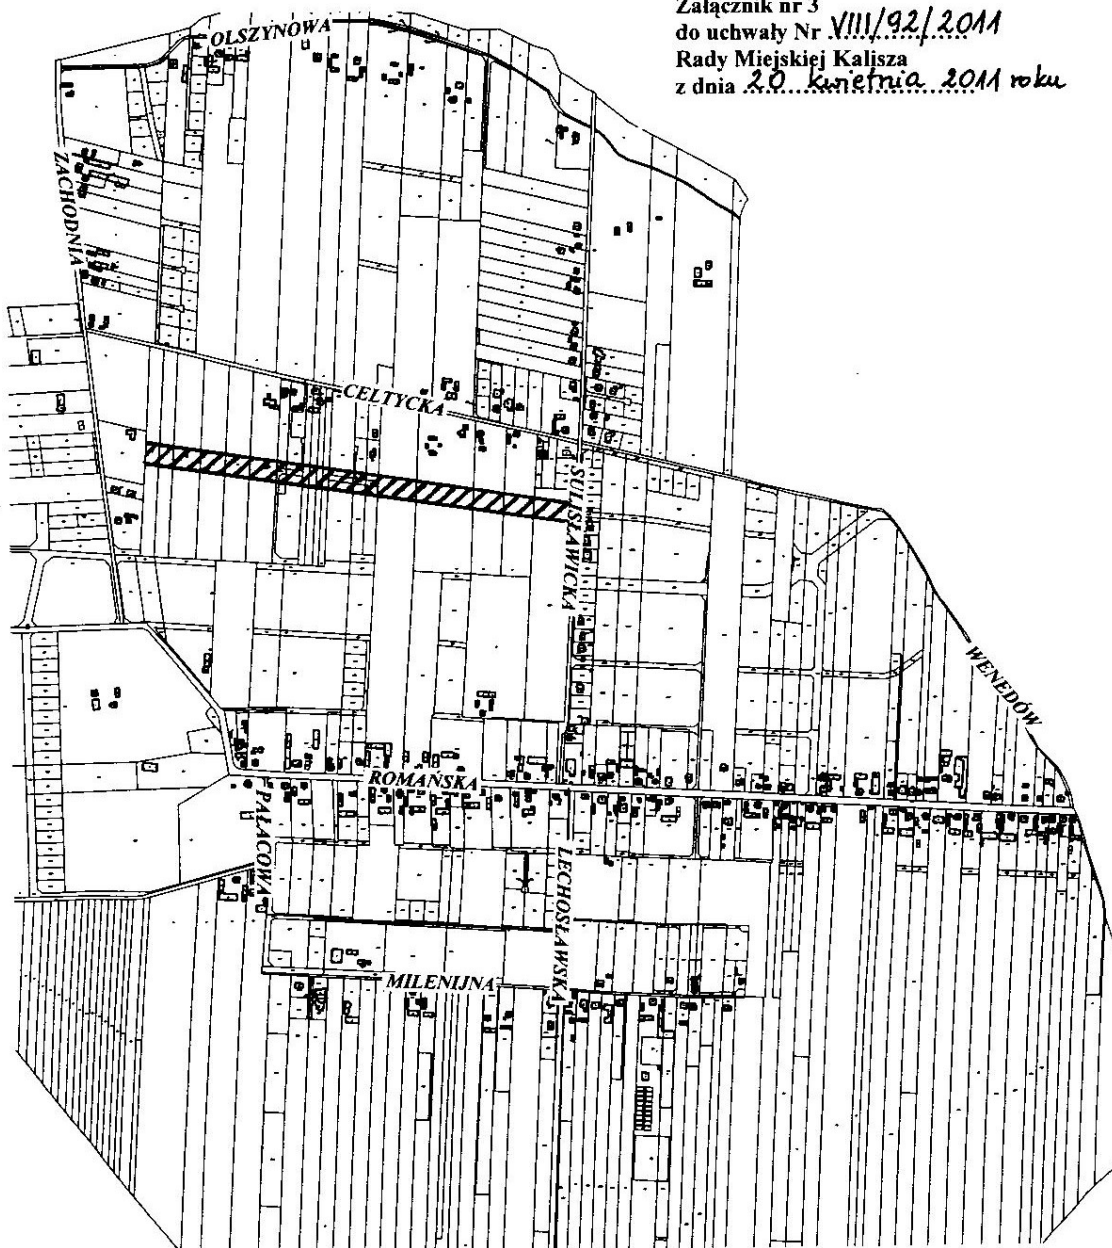 Załącznik nr 3
do uchwały Nr VIII/92/2011
Rady Miejskiej Kalisza
z dnia 20 kwietnia 2011 roku
OLSZYNOWA
ZACHODNIA
CELTYCKA
SULISŁAWICKA
WENEDÓW
ROMAŃSKA
PAŁACOWA
LECHOSŁAWSKA
MILENIJNA